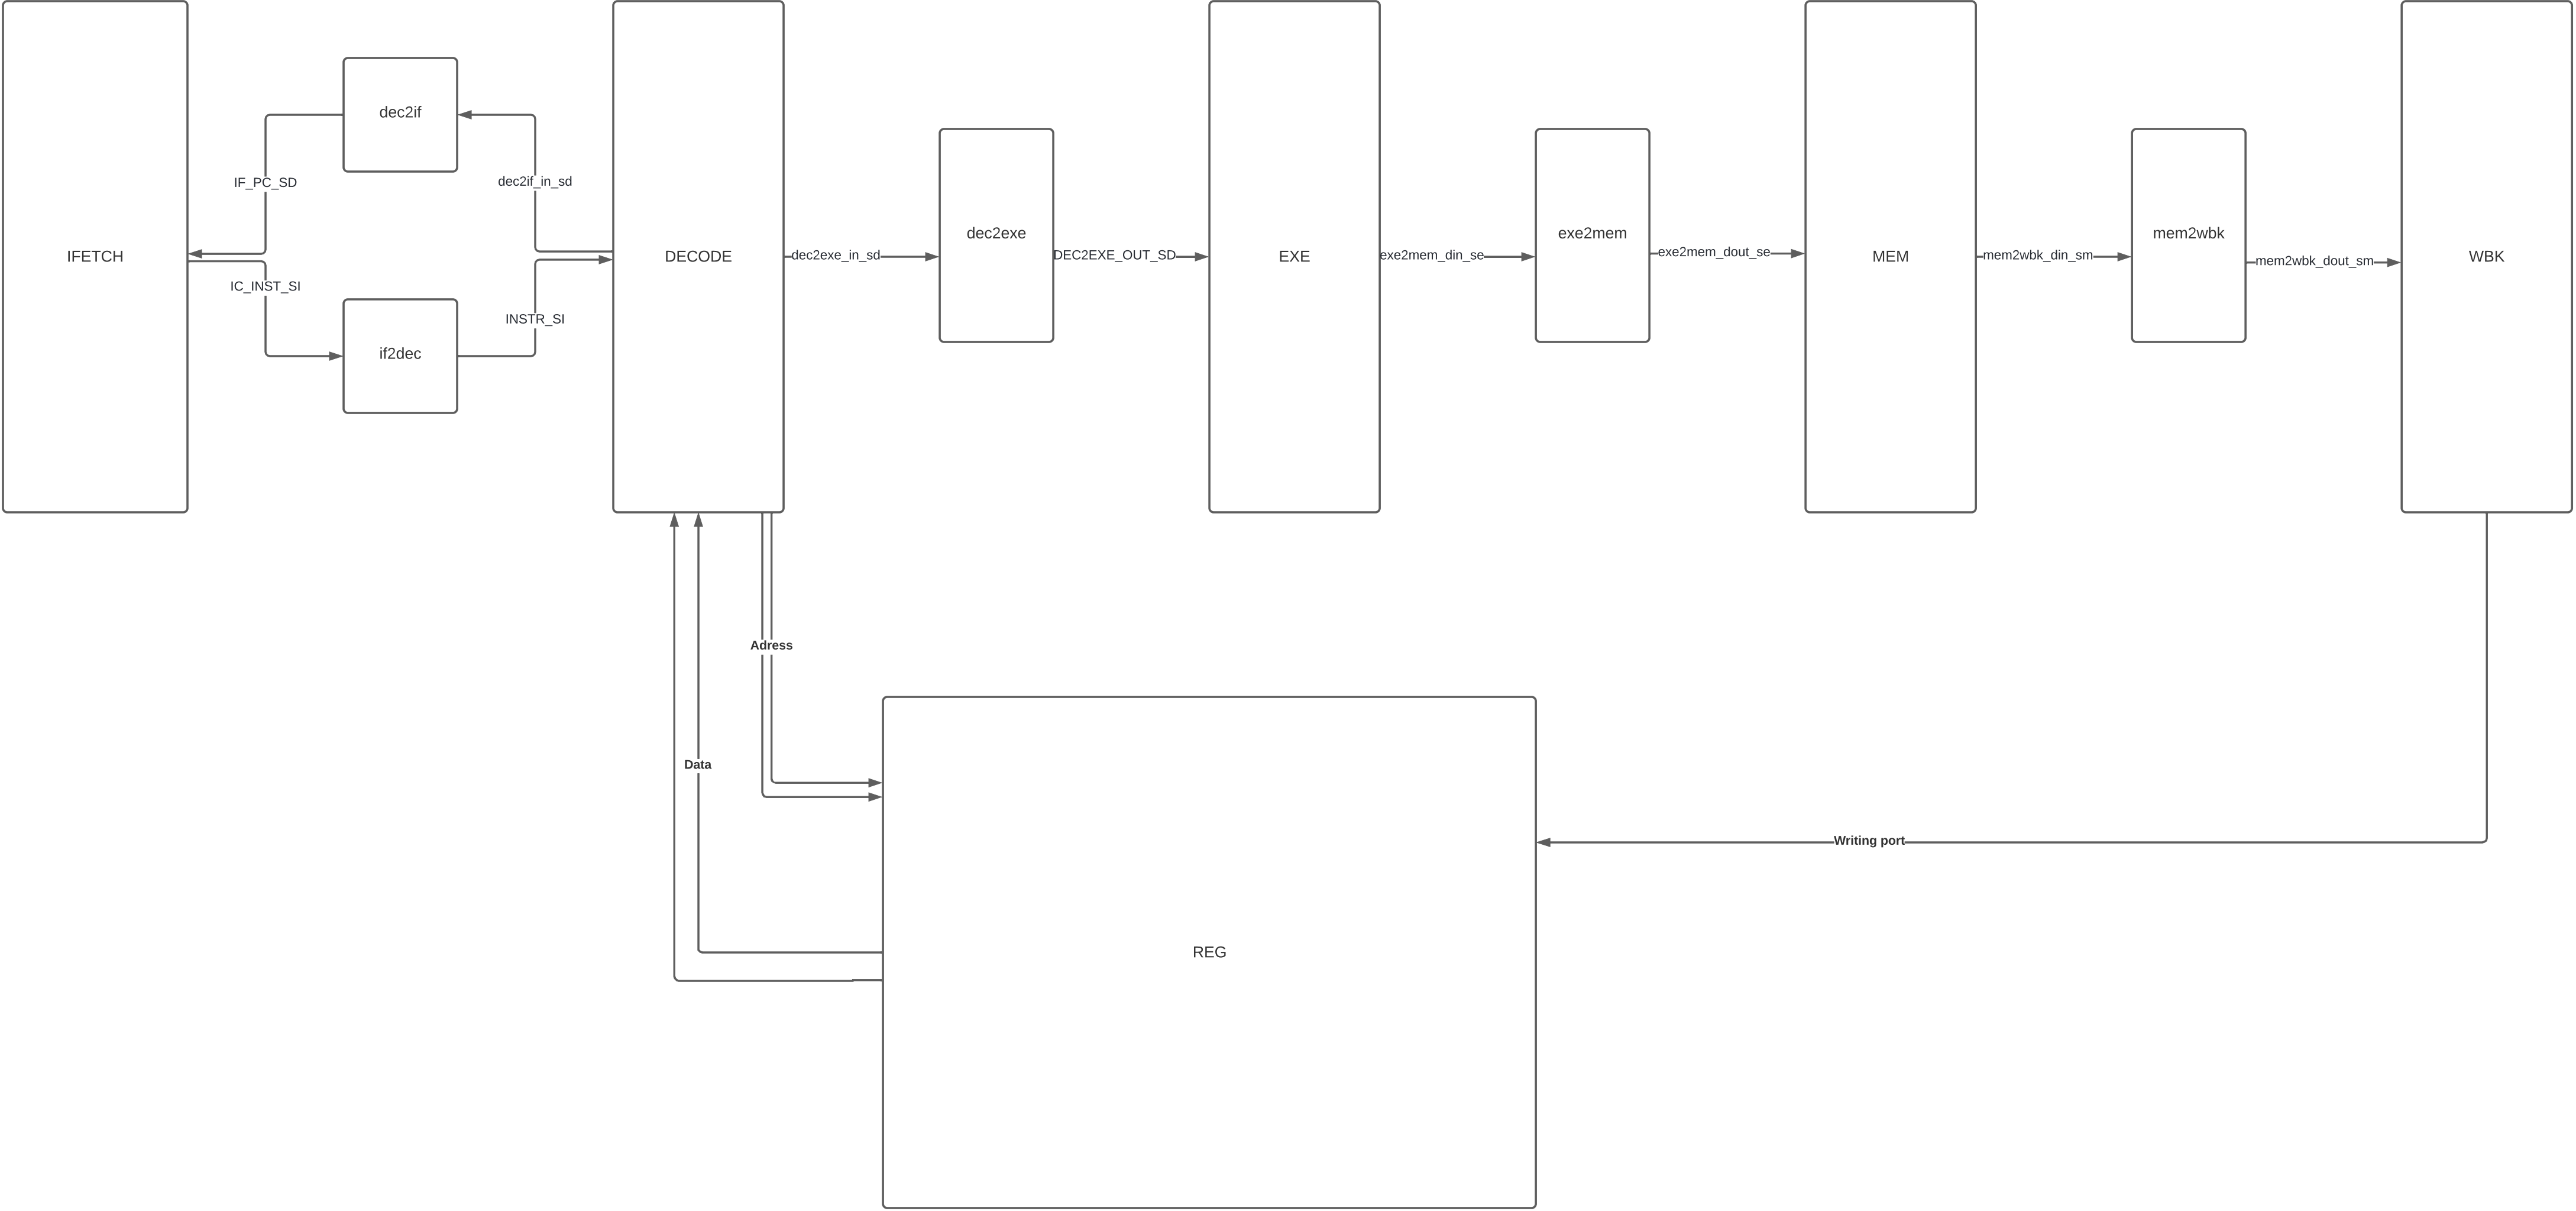 dec2if
IF_PC_SD
dec2if_in_sd
IFETCH
IC_INST_SI
INSTR_SI
if2dec
DECODE
dec2exe_in_sd
dec2exe
DEC2EXE_OUT_SD
EXE
exe2mem_din_se
exe2mem
exe2mem_dout_se
MEM
mem2wbk_din_sm
mem2wbk
mem2wbk_dout_sm
WBK
Adress
Data
Writing port
REG